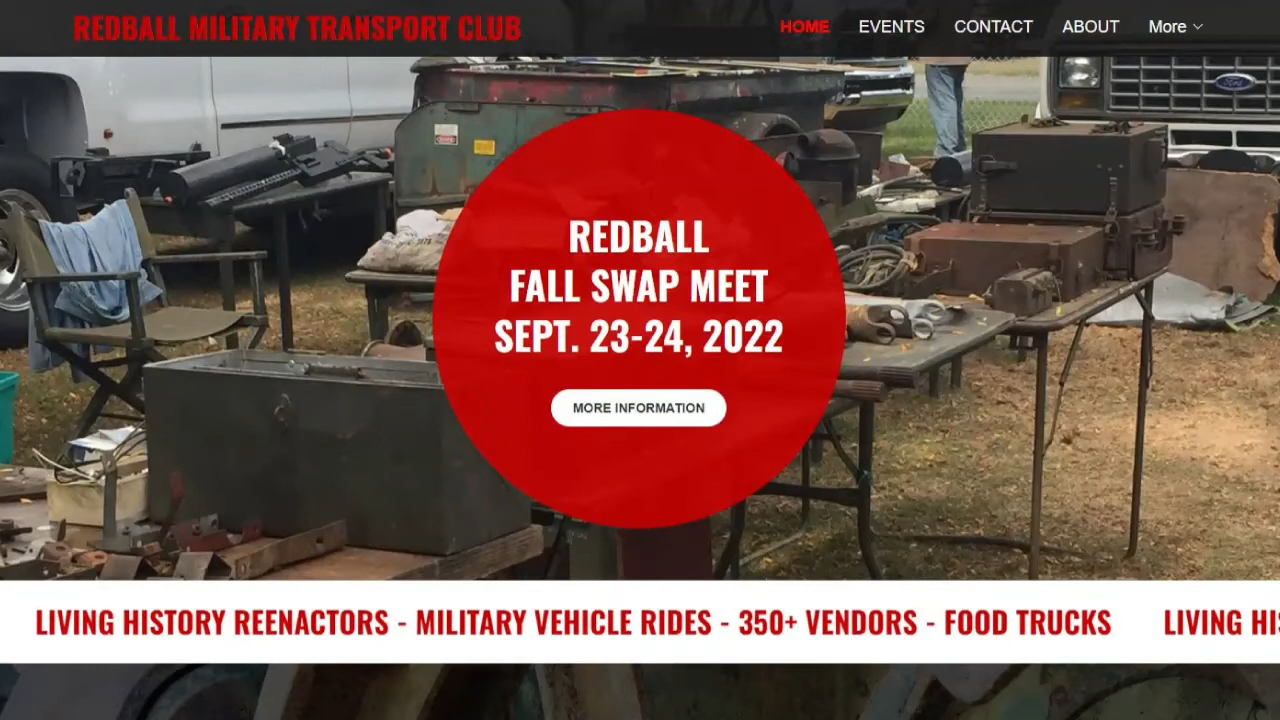 REDBALL MILITARY TRANSPORT CLUB
HOME EVENTS CONTACT ABOUT More
REDBALL
FALL SWAP MEET
SEPT. 23-24, 2022
MORE INFORMATION
LIVING HISTORY REENACTORS - MILITARY VEHICLE RIDES - 350+ VENDORS - FOOD TRUCKS LIVING
Ford